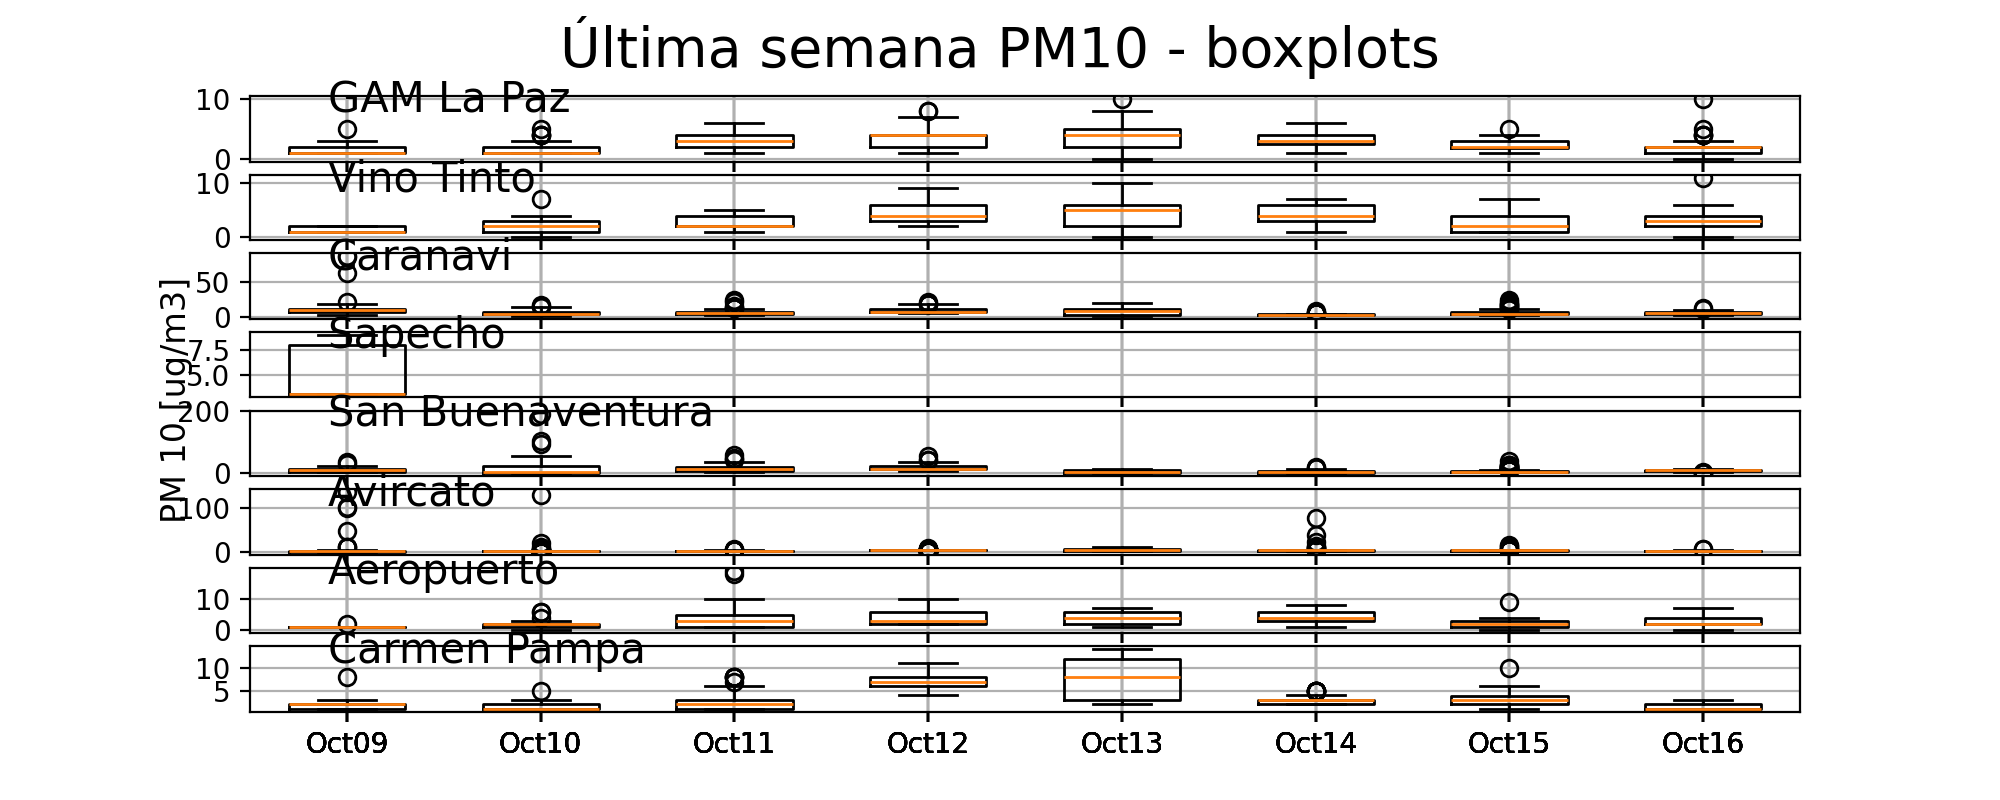 Última semana PM10 - boxplots
GAM La Paz
10
0
Vino Tinto
10
0
Caranavi
50
0
Sapecho
7.5
5.0
San Buenaventura
200
0
Avircato
100
0
Aeropuerto
10
0
Carmen Pampa
10
5
PM 10 [ug/m3]
Oct09 Oct10 Oct11 Oct12 Oct13 Oct14 Oct15 Oct16